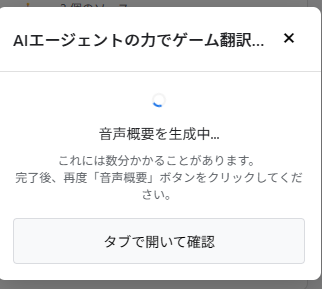 AIエージェントの力でゲーム翻訳... ×
音声概要を生成中...
これには数分かかることがあります。
完了後、再度「音声概要」ボタンをクリックしてくだ
さい。
タブで開いて確認